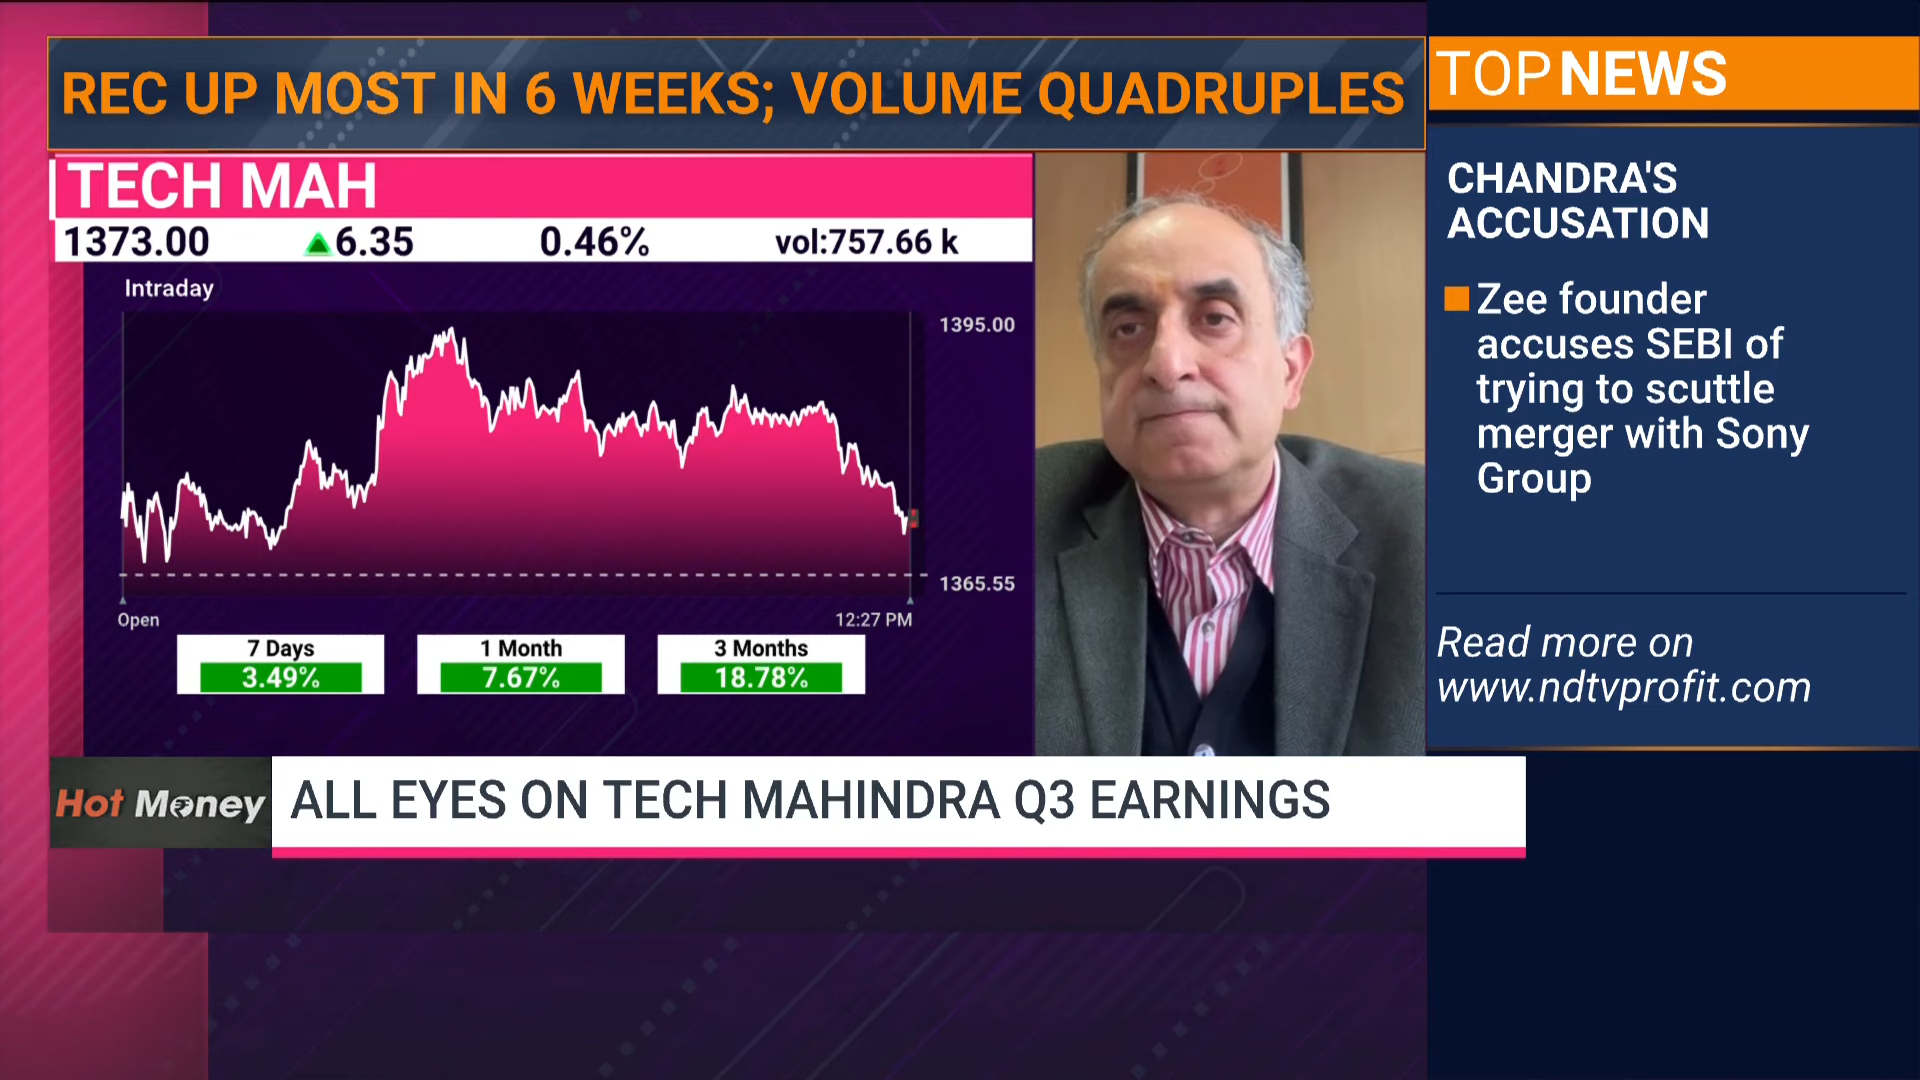 REC UP MOST IN 6 WEEKS; VOLUME QUADRUPLES
TECH MAH
1373.00 6.35 0.46% vol:757.66 k
Intraday
1395.00
1365.55
Open 12:27 PM
7 Days 1 Month 3 Months
3.49% 7.67% 18.78%
Hot Money
ALL EYES ON TECH MAHINDRA Q3 EARNINGS
TOP NEWS
CHANDRA'S
ACCUSATION
Zee founder
accuses SEBI of
trying to scuttle
merger with Sony
Group
Read more on
www.ndtvprofit.com